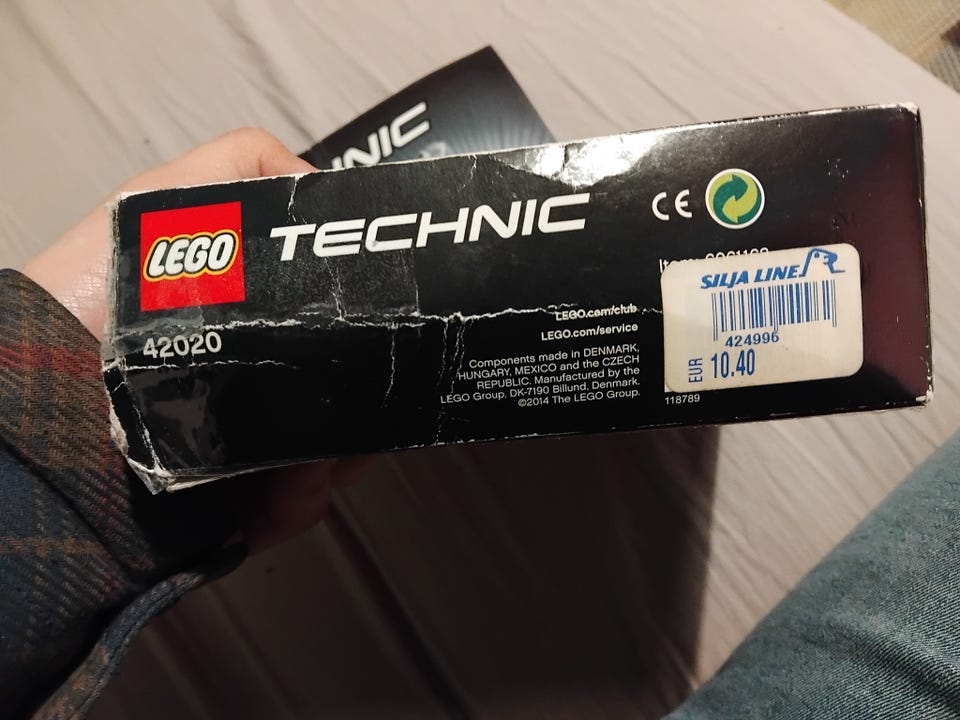 NIC
LEGO
TECHNIC
CE
42020
LEGO.com/club
LEGO.com/service
Components made in DENMARK,
HUNGARY, MEXICO and the CZECH
REPUBLIC. Manufactured by the
LEGO Group, DK-7190 Billund, Denmark.
©2014 The LEGO Group.
SILJA LINE
424996
EUR 10.40
118789